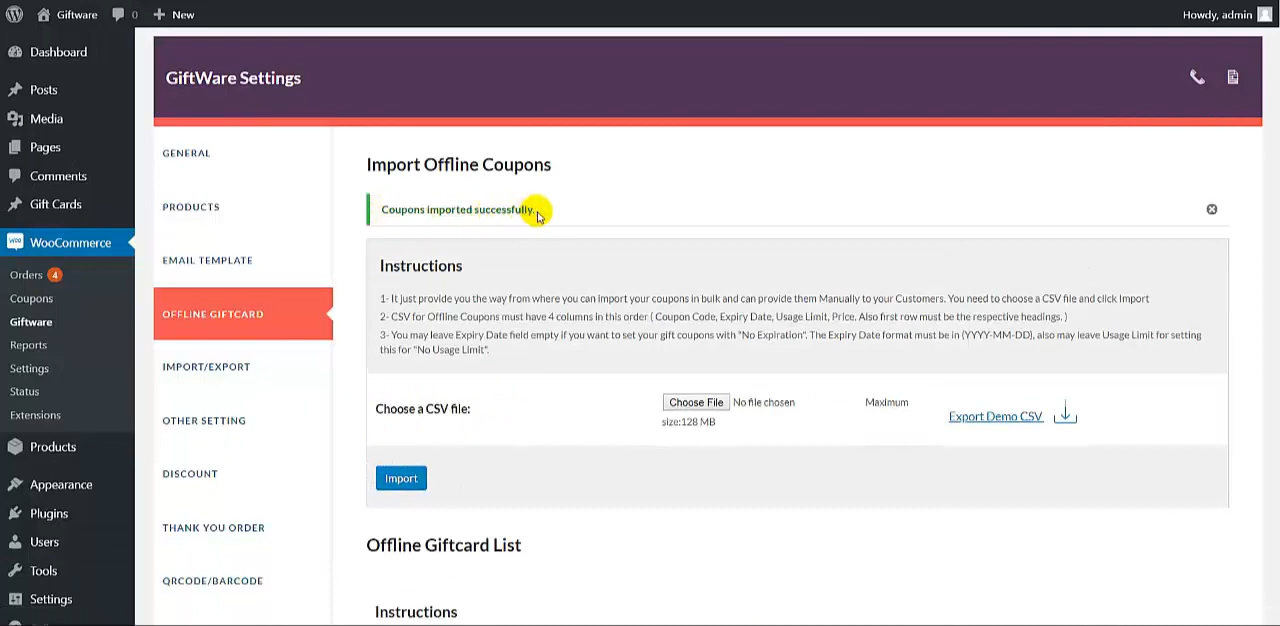 Giftware
0
New
Howdy, admin
Dashboard
Posts
Media
Pages
Comments
Gift Cards
WooCommerce
Orders 4
Coupons
Giftware
Reports
Settings
Status
Extensions
Products
Appearance
Plugins
Users
Tools
Settings
GiftWare Settings
GENERAL
PRODUCTS
EMAIL TEMPLATE
OFFLINE GIFTCARD
IMPORT/EXPORT
OTHER SETTING
DISCOUNT
THANK YOU ORDER
QRCODE/BARCODE
Import Offline Coupons
Coupons imported successfully.
Instructions
1- It just provide you the way from where you can import your coupons in bulk and can provide them Manually to your Customers. You need to choose a CSV file and click Import
2- CSV for Offline Coupons must have 4 columns in this order ( Coupon Code, Expiry Date, Usage Limit, Price. Also first row must be the respective headings. )
3- You may leave Expiry Date field empty if you want to set your gift coupons with "No Expiration". The Expiry Date format must be in (YYYY-MM-DD), also may leave Usage Limit for setting
this for "No Usage Limit".
Choose a CSV file:
Choose File No file chosen Maximum
size:128 MB
Export Demo CSV
Import
Offline Giftcard List
Instructions